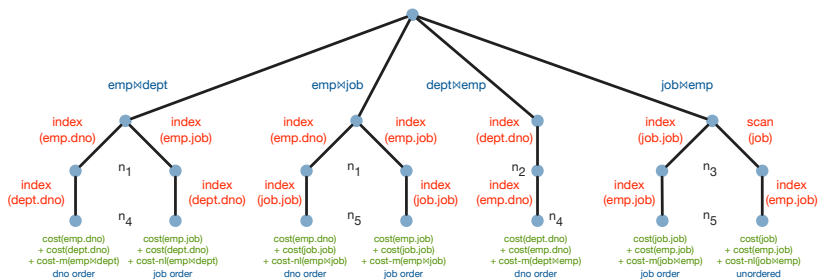 emp⋈dept
emp⋈job
dept⋈emp
job⋈emp
index
(emp.dno)
index
(emp.job)
index
(emp.dno)
index
(emp.job)
index
(dept.dno)
index
(job.job)
scan
(job)
n1
n1
n2
n3
index
(dept.dno)
index
(dept.dno)
index
(job.job)
index
(job.job)
index
(emp.dno)
index
(emp.job)
index
(emp.job)
n4
n5
n4
n5
cost(emp.dno)
+ cost(dept.dno)
+ cost-m(emp⋈dept)
dno order
cost(emp.job)
+ cost(dept.dno)
+ cost-nl(emp⋈dept)
job order
cost(emp.dno)
+ cost(job.job)
+ cost-nl(emp⋈job)
dno order
cost(emp.job)
+ cost(job.job)
+ cost-m(emp⋈job)
job order
cost(dept.dno)
+ cost(emp.dno)
+ cost-m(dept⋈emp)
dno order
cost(job.job)
+ cost(emp.job)
+ cost-m(job⋈emp)
job order
cost(job)
+ cost(emp.job)
+ cost-nl(job⋈emp)
unordered